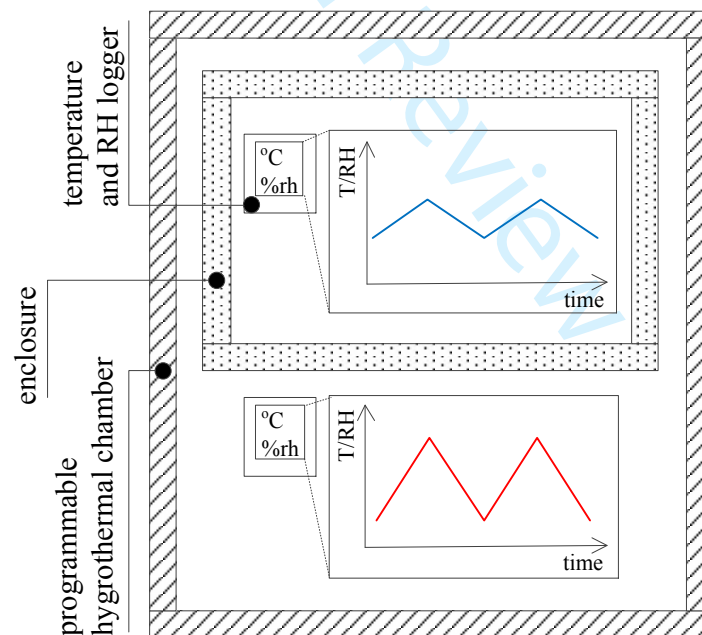 temperature
and RH logger
enclosure
programmable
hygrothermal chamber
°C
%rh
T/RH
time
°C
%rh
T/RH
time
Review